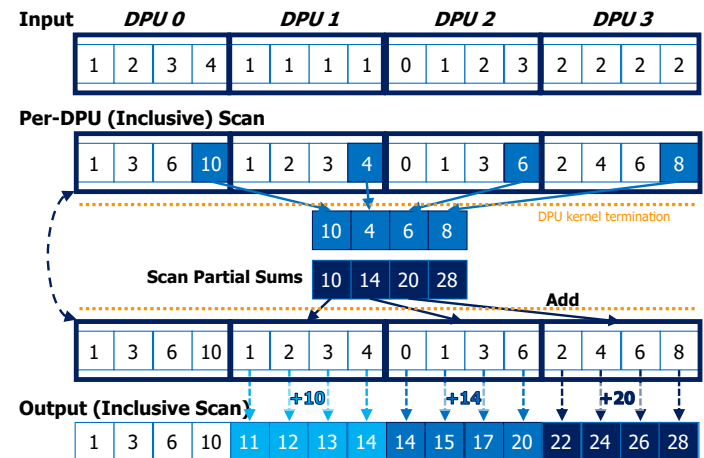 Input DPU 0 DPU 1 DPU 2 DPU 3
1 2 3 4 1 1 1 1 0 1 2 3 2 2 2 2
Per-DPU (Inclusive) Scan
1 3 6 10 1 2 3 4 0 1 3 6 2 4 6 8
DPU kernel termination
10 4 6 8
Scan Partial Sums 10 14 20 28
Add
1 3 6 10 1 2 3 4 0 1 3 6 2 4 6 8
+10 +14 +20
Output (Inclusive Scan)
1 3 6 10 11 12 13 14 14 15 17 20 22 24 26 28